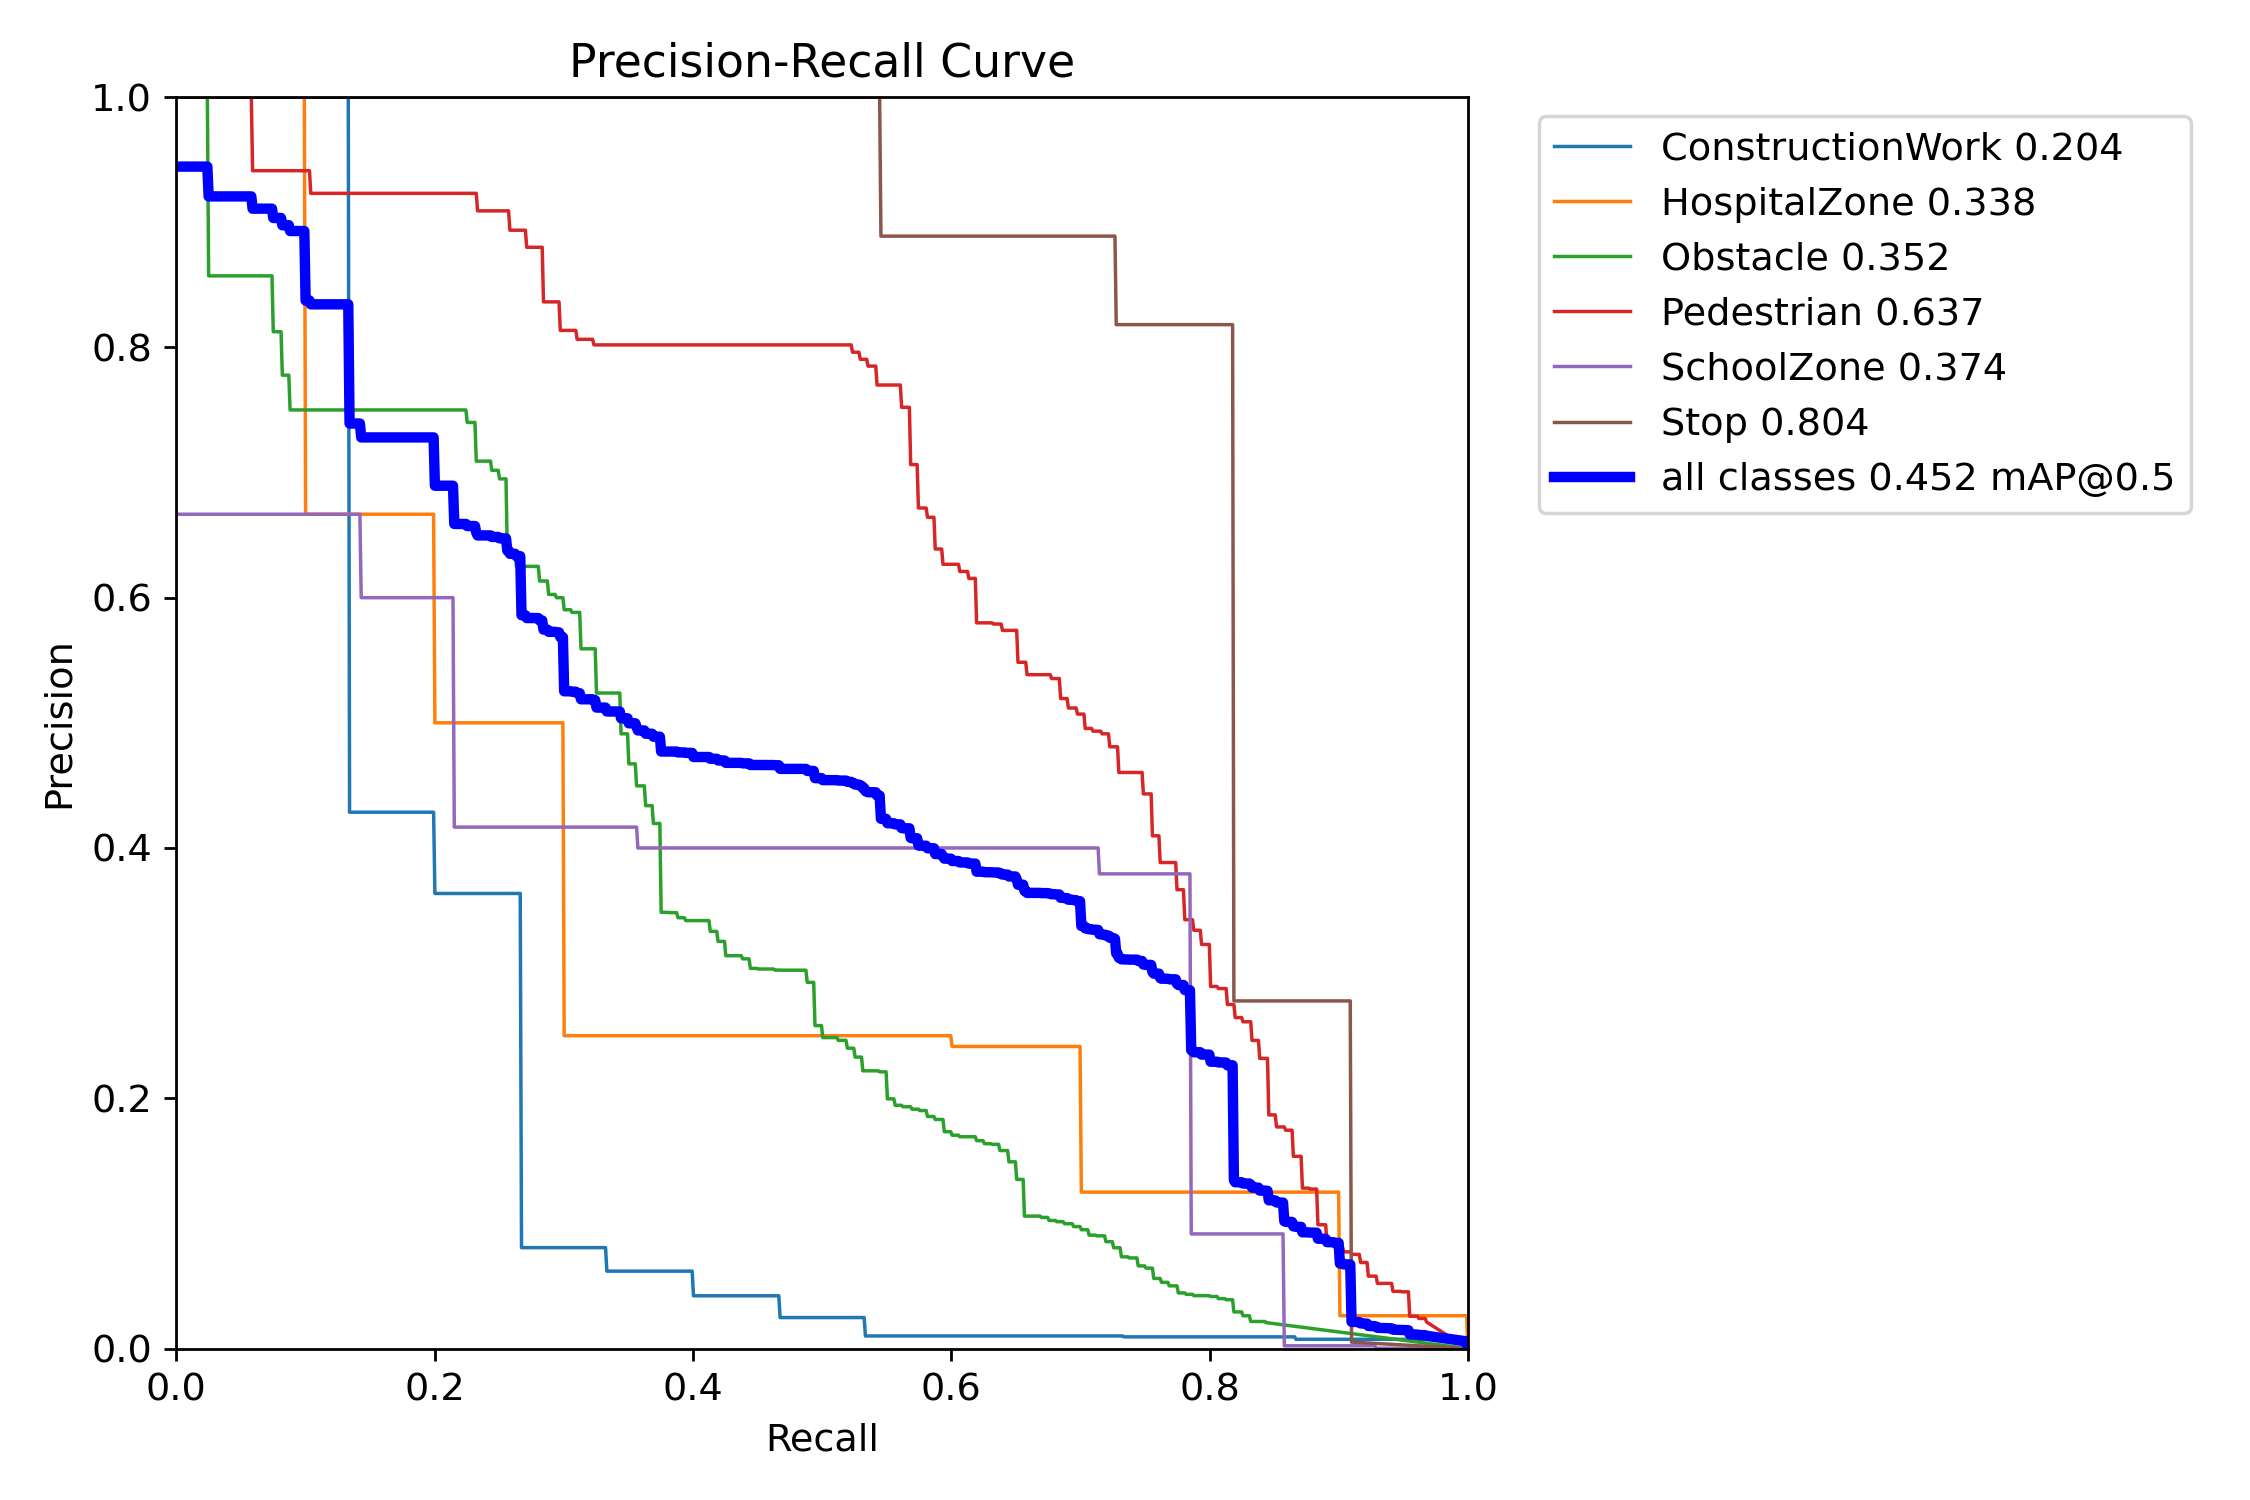 Precision-Recall Curve
1.0
0.8
0.6
0.4
0.2
0.0
Precision
0.0 0.2 0.4 0.6 0.8 1.0
Recall
ConstructionWork 0.204
HospitalZone 0.338
Obstacle 0.352
Pedestrian 0.637
SchoolZone 0.374
Stop 0.804
all classes 0.452 mAP@0.5